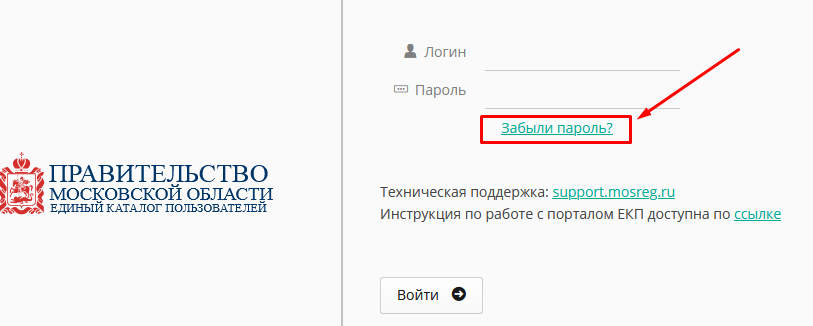 Логин
Пароль
Забыли пароль?
ПРАВИТЕЛЬСТВО
МОСКОВСКОЙ ОБЛАСТИ
ЕДИНЫЙ КАТАЛОГ ПОЛЬЗОВАТЕЛЕЙ
Техническая поддержка: support.mosreg.ru
Инструкция по работе с порталом ЕКП доступна по ссылке
Войти